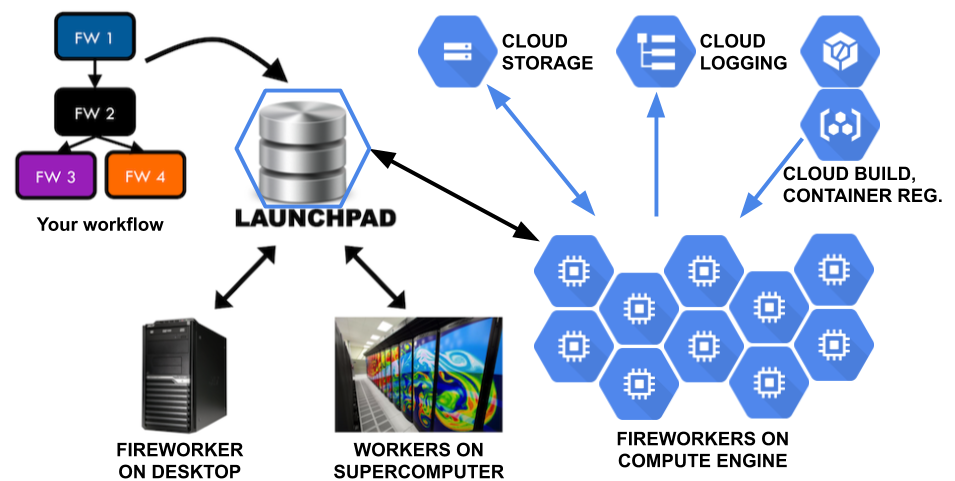 FW 1
FW 2
FW 3
FW 4
Your workflow
LAUNCHPAD
CLOUD
STORAGE
CLOUD
LOGGING
CLOUD BUILD,
CONTAINER REG.
FIREWORKER
ON DESKTOP
WORKERS ON
SUPERCOMPUTER
FIREWORKERS ON
COMPUTE ENGINE